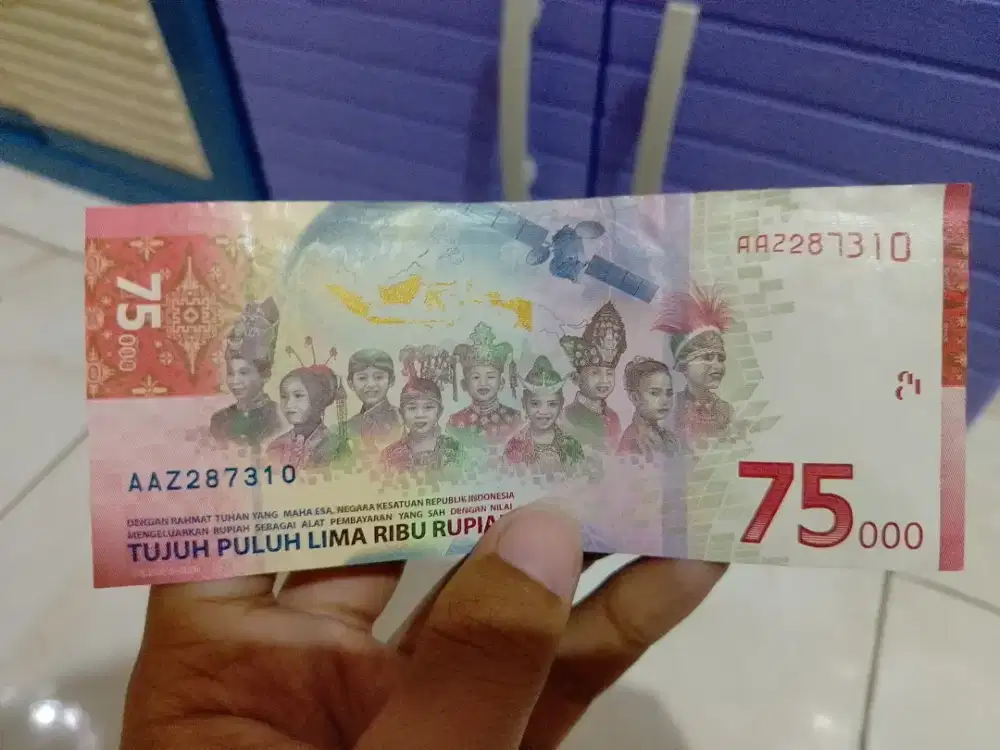 75
000
AAZ287310
AAZ287310
DENGAN RAHMAT TUHAN YANG MAHA ESA, NEGARA KESATUAN REPUBLIK INDONESIA
MENGELUARKAN RUPIAH SEBAGAI ALAT PEMBAYARAN YANG SAH DENGAN NILAI
TUJUH PULUH LIMA RIBU RUPIA
75000